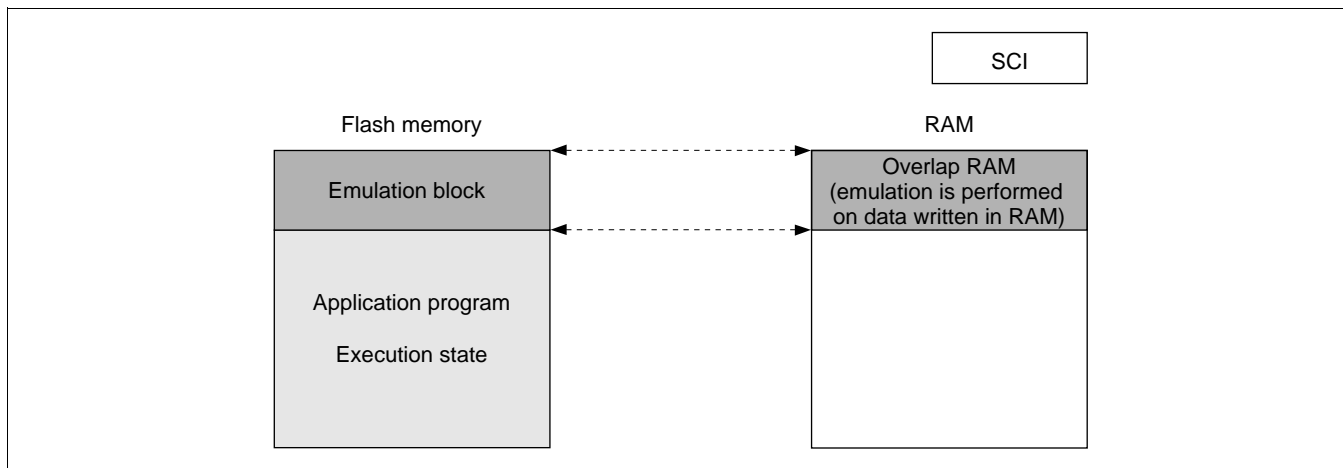 SCI
Flash memory
RAM
Emulation block
Overlap RAM
(emulation is performed
on data written in RAM)
Application program
Execution state